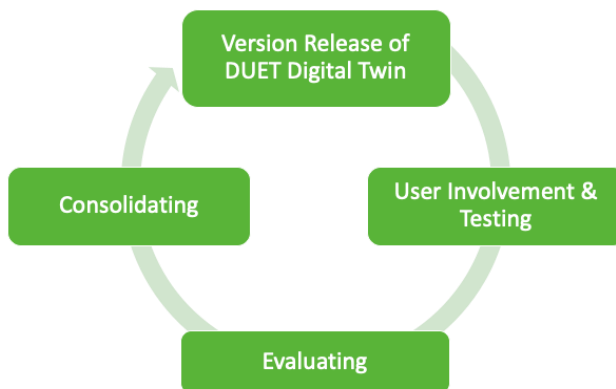 Version Release of
DUET Digital Twin
User Involvement &
Testing
Evaluating
Consolidating